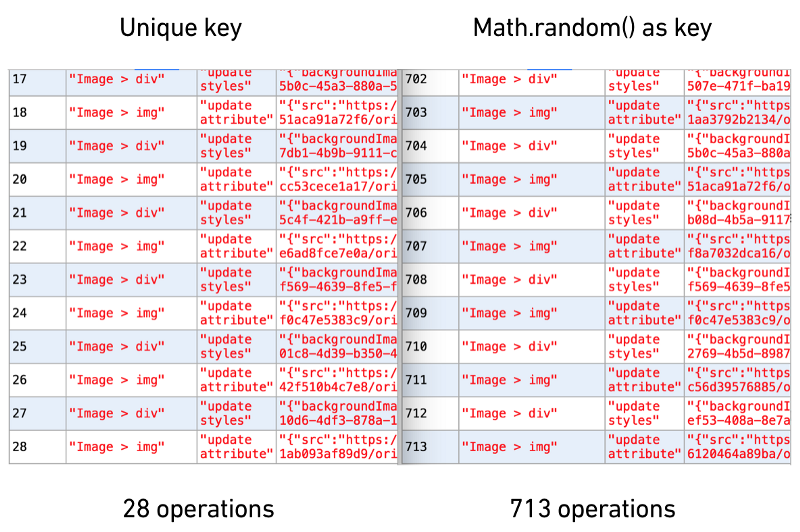 Unique key
Math.random() as key
17 "Image > div" "update "{"backgroundIma
styles" 5b0c-45a3-880a-5
18 "Image > img" "update "{"src":"https:/
attribute" 51aca91a72f6/ori
19 "Image > div" "update "{"backgroundIma
styles" 7db1-4b9b-9111-c
20 "Image > img" "update "{"src":"https:/
attribute" cc53cece1a17/ori
21 "Image > div" "update "{"backgroundIma
styles" 5c4f-421b-a9ff-e
22 "Image > img" "update "{"src":"https:/
attribute" e6ad8fce7e0a/ori
23 "Image > div" "update "{"backgroundIma
styles" f569-4639-8fe5-f
24 "Image > img" "update "{"src":"https:/
attribute" f0c47e5383c9/ori
25 "Image > div" "update "{"backgroundIma
styles" 01c8-4d39-b350-4
26 "Image > img" "update "{"src":"https:/
attribute" 42f510b4c7e8/ori
27 "Image > div" "update "{"backgroundIma
styles" 10d6-4df3-878a-1
28 "Image > img" "update "{"src":"https:/
attribute" 1ab093af89d9/ori
702 "Image > div" "update "{"backgroundI
styles" 507e-471f-ba19
703 "Image > img" "update "{"src":"https
attribute" 1aa3792b2134/o
704 "Image > div" "update "{"backgroundI
styles" 5b0c-45a3-880a
705 "Image > img" "update "{"src":"https
attribute" 51aca91a72f6/o
706 "Image > div" "update "{"backgroundI
styles" b08d-4b5a-9117
707 "Image > img" "update "{"src":"https
attribute" f8a7032dca16/o
708 "Image > div" "update "{"backgroundI
styles" f569-4639-8fe5
709 "Image > img" "update "{"src":"https
attribute" f0c47e5383c9/o
710 "Image > div" "update "{"backgroundI
styles" 2769-4b5d-8987
711 "Image > img" "update "{"src":"https
attribute" c56d39576885/o
712 "Image > div" "update "{"backgroundI
styles" ef53-408a-8e7a
713 "Image > img" "update "{"src":"https
attribute" 6120464a89ba/o
28 operations
713 operations